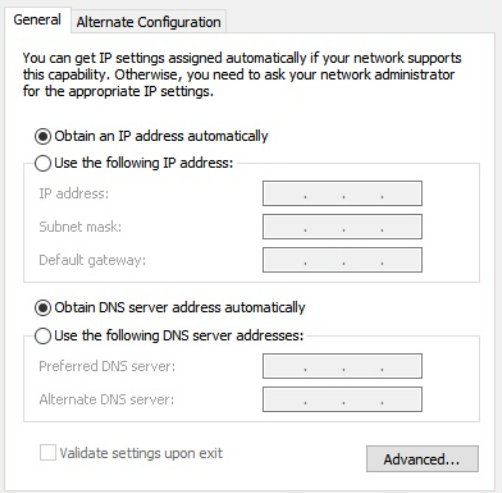 General
Alternate Configuration
You can get IP settings assigned automatically if your network supports
this capability. Otherwise, you need to ask your network administrator
for the appropriate IP settings.
Obtain an IP address automatically
Use the following IP address:
IP address:
Subnet mask:
Default gateway:
Obtain DNS server address automatically
Use the following DNS server addresses:
Preferred DNS server:
Alternate DNS server:
Validate settings upon exit
Advanced...